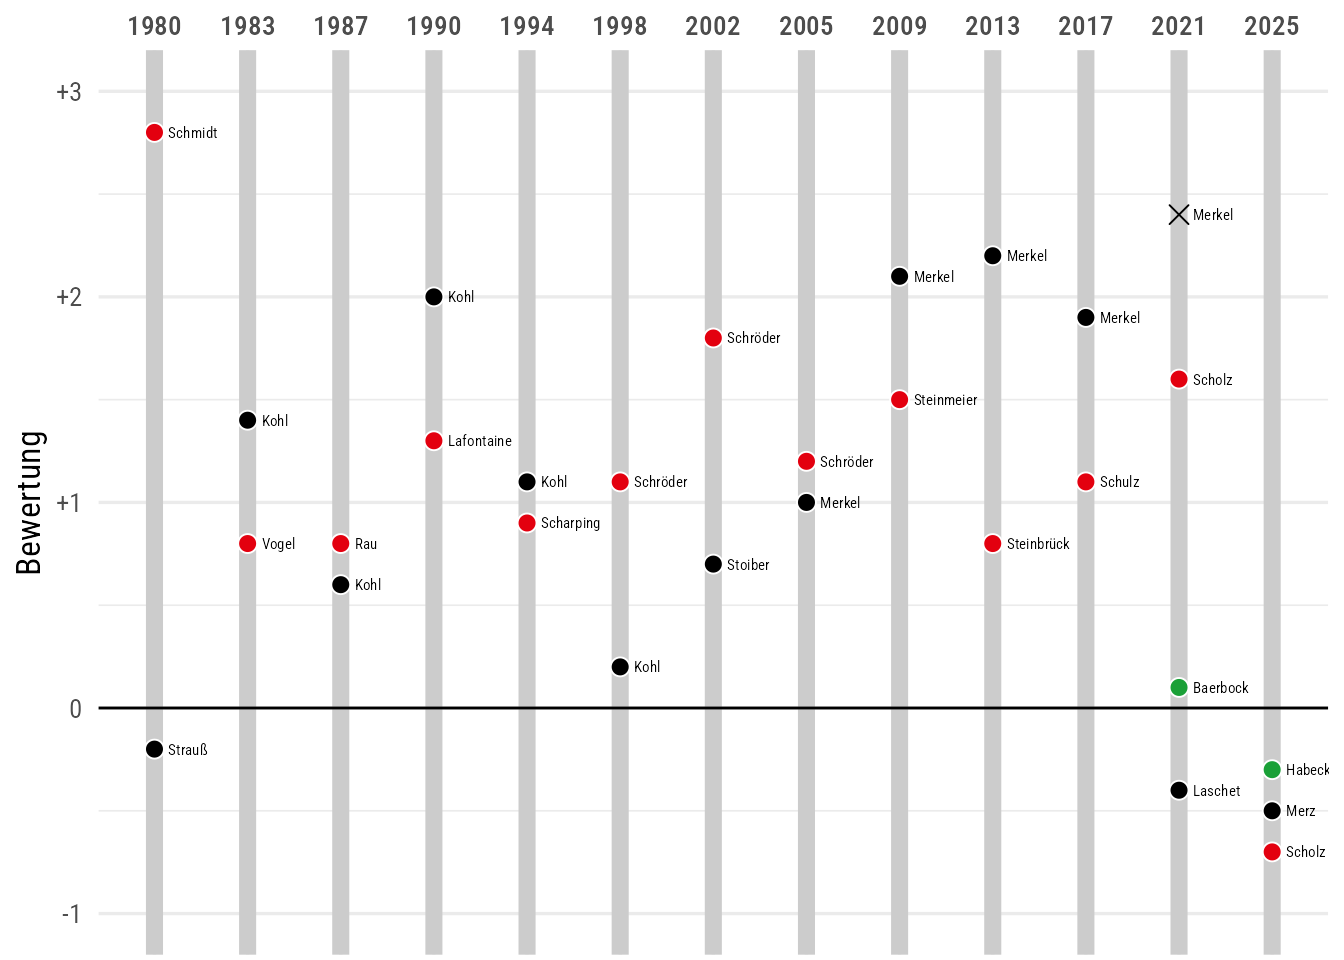 1980 1983 1987 1990 1994 1998 2002 2005 2009 2013 2017 2021 2025
+3
Schmidt
Merkel
Merkel
Merkel
+2
Kohl
Merkel
Schröder
Scholz
Steinmeier
Kohl
Lafontaine
Schröder
Kohl
Schröder
Schulz
+1
Merkel
Scharping
Vogel
Rau
Steinbrück
Stoiber
Kohl
Kohl
Baerbock
0
Strauß
Habeck
Laschet
Merz
Scholz
-1
Bewertung